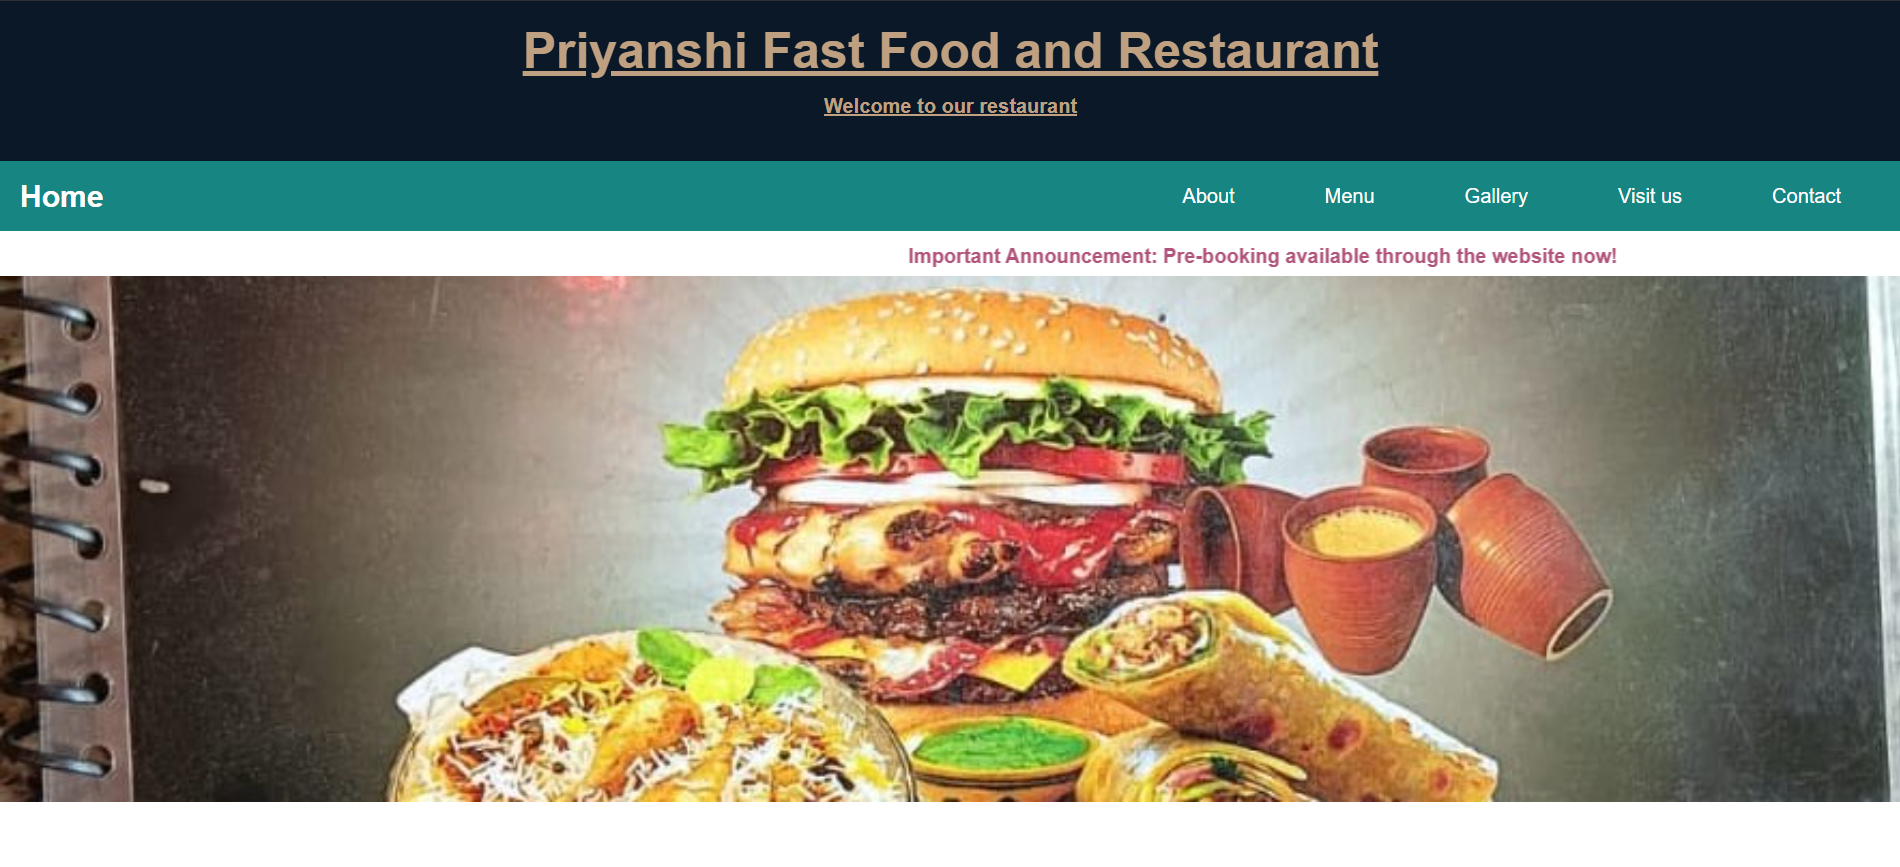 Priyanshi Fast Food and Restaurant
Welcome to our restaurant
Home About Menu Gallery Visit us Contact
Important Announcement: Pre-booking available through the website now!